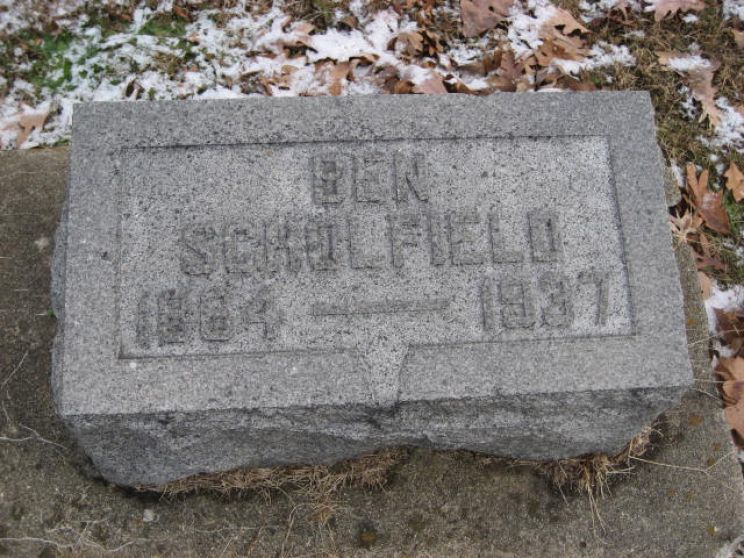 BEN
SCHOLFIELD
1864 — 1937